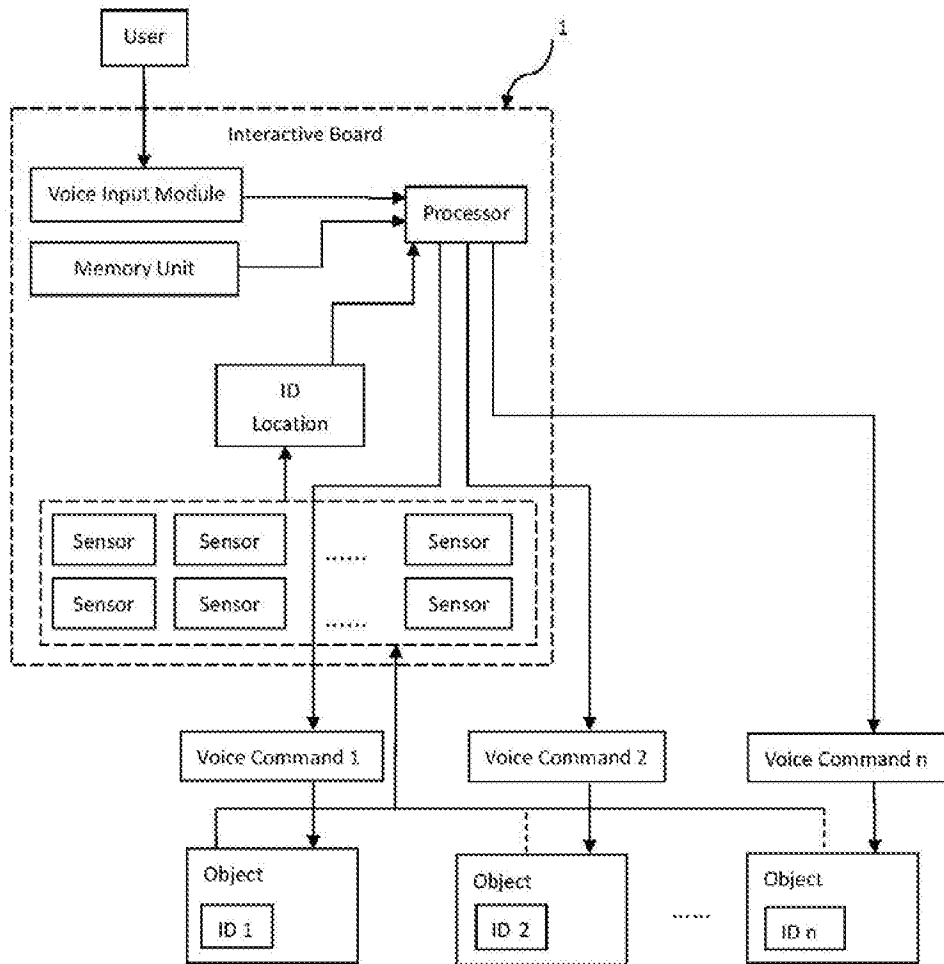 User
1
Interactive Board
Voice Input Module
Processor
Memory Unit
ID
Location
Sensor Sensor ...... Sensor
Sensor Sensor ...... Sensor
Voice Command 1 Voice Command 2 Voice Command n
Object Object Object
ID 1 ID 2 ...... ID n